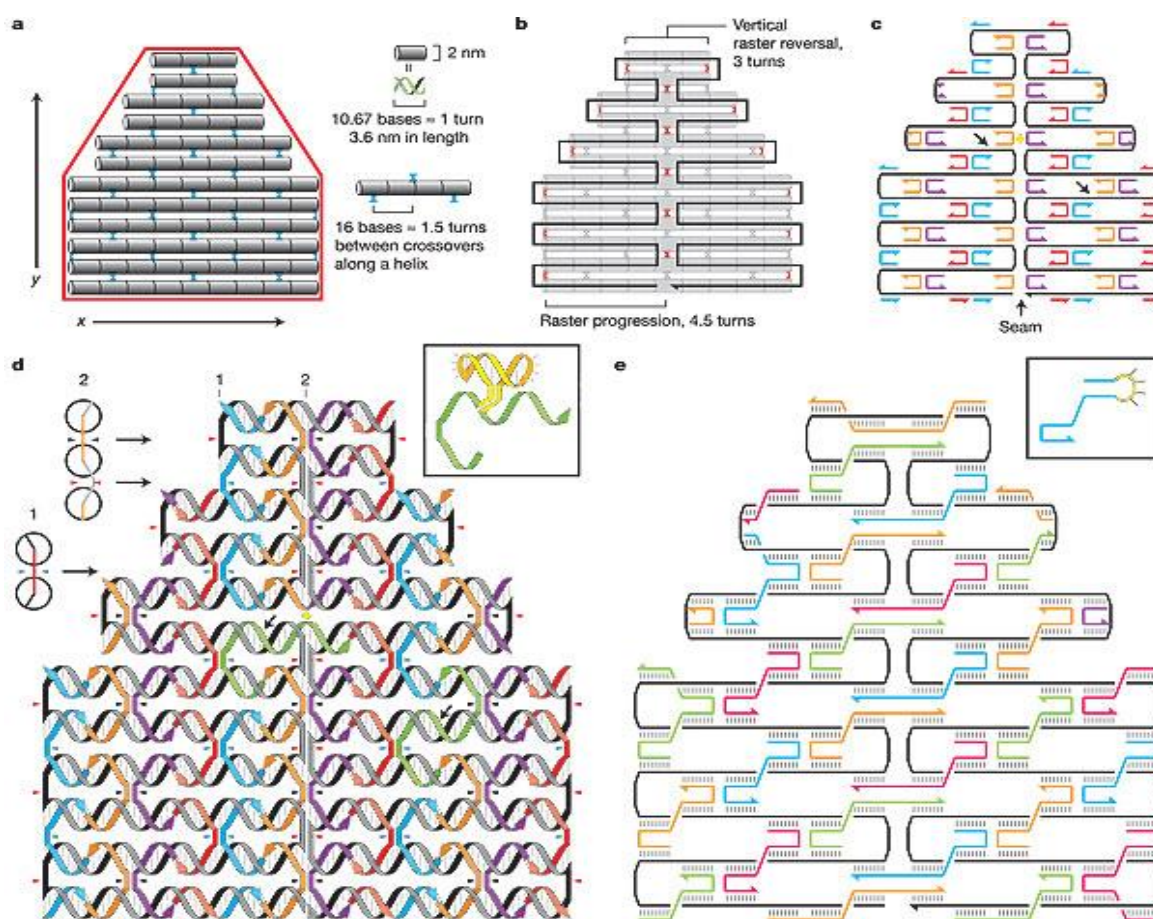 a
2 nm
10.67 bases ≈ 1 turn
3.6 nm in length
16 bases ≈ 1.5 turns
between crossovers
along a helix
y
x
b
Vertical
raster reversal,
3 turns
Raster progression, 4.5 turns
c
Seam
d
2
1
1
2
e